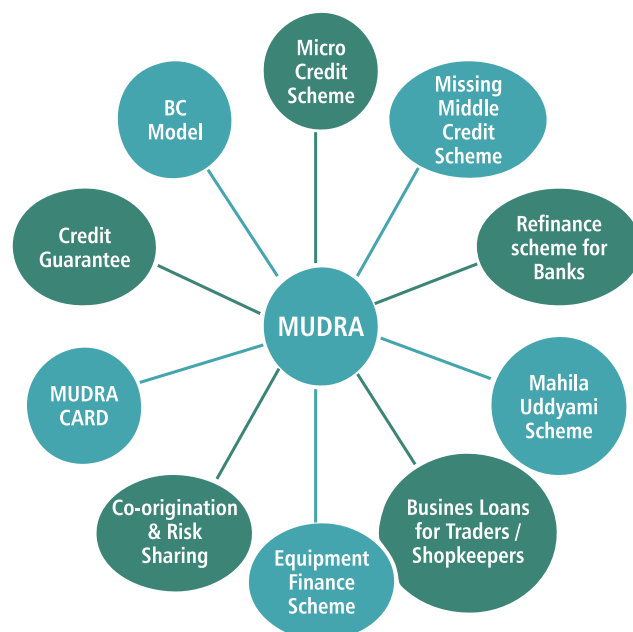 Micro
Credit
Scheme
Missing
Middle
Credit
Scheme
Refinance
scheme for
Banks
Mahila
Uddyami
Scheme
Busines Loans
for Traders /
Shopkeepers
Equipment
Finance
Scheme
Co-origination
& Risk
Sharing
MUDRA
CARD
Credit
Guarantee
BC
Model
MUDRA